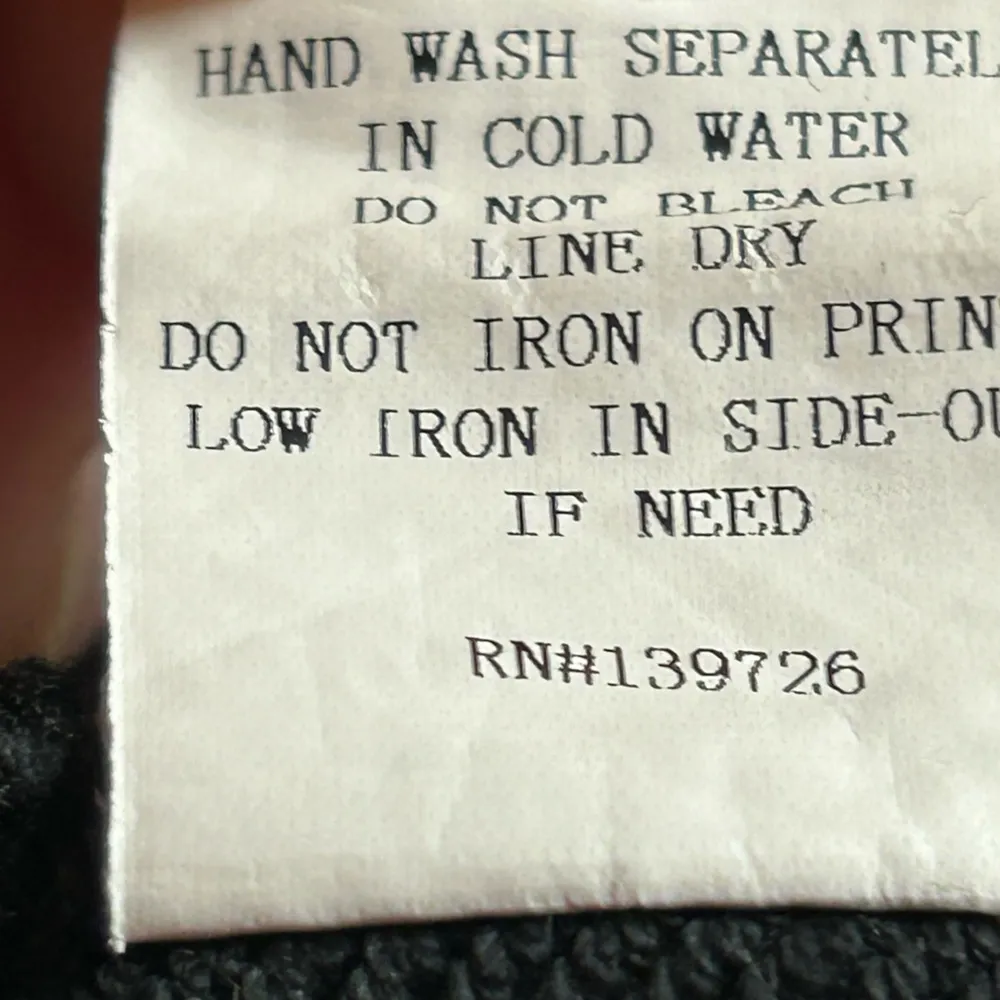 HAND WASH SEPARATEL
IN COLD WATER
DO NOT BLEACH
LINE DRY
DO NOT IRON ON PRIN
LOW IRON IN SIDE-OU
IF NEED
RN#139726